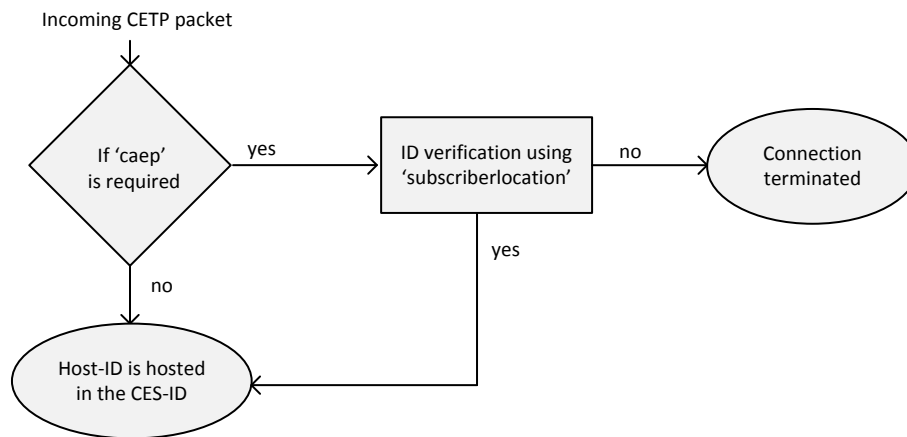 Incoming CETP packet
If ‘caep’
is required
yes
ID verification using
‘subscriberlocation’
no
Connection
terminated
yes
no
Host-ID is hosted
in the CES-ID